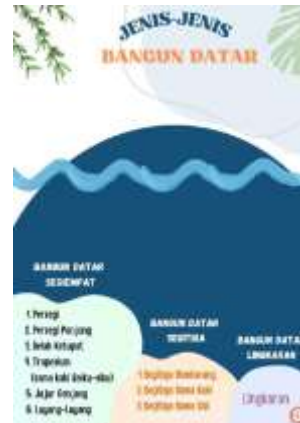 JENIS-JENIS
BANGUN DATAR
BANGUN DATAR
SEGIEMPAT
1. Persegi
2. Persegi Panjang
3. Belah Ketupat
4. Trapesium
(sama kaki &siku-siku)
5. Jajar Genjang
6. Layang-layang
BANGUN DATAR
SEGITIGA
1. Segitiga Sembarang
2. Segitiga Sama Kaki
3. Segitiga Sama Sisi
BANGUN DATAR
LINGKARAN
Lingkaran